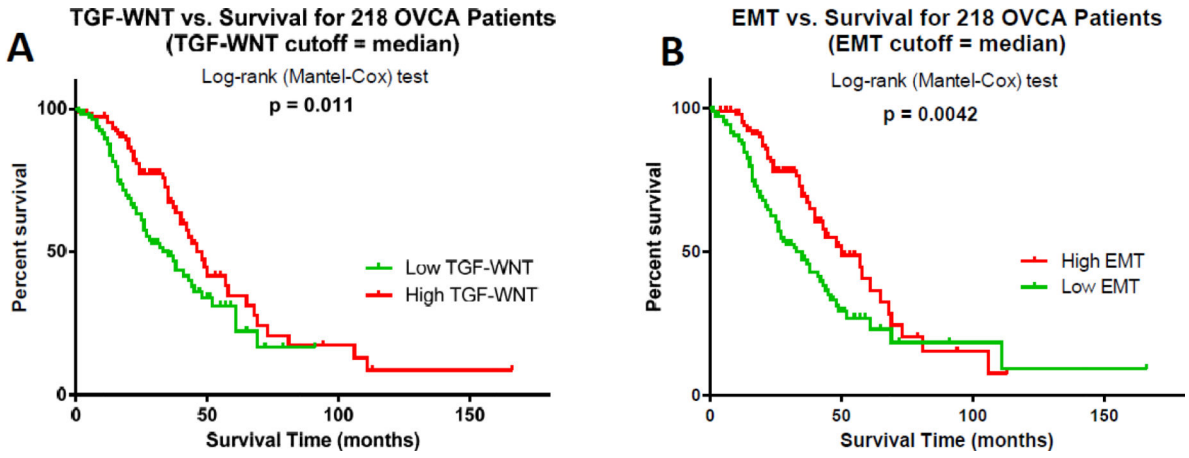 A
TGF-WNT vs. Survival for 218 OVCA Patients
(TGF-WNT cutoff = median)
Log-rank (Mantel-Cox) test
p = 0.011
Percent survival
100
50
0
Low TGF-WNT
High TGF-WNT
0 50 100 150
Survival Time (months)
B
EMT vs. Survival for 218 OVCA Patients
(EMT cutoff = median)
Log-rank (Mantel-Cox) test
p = 0.0042
Percent survival
100
50
0
High EMT
Low EMT
0 50 100 150
Survival Time (months)